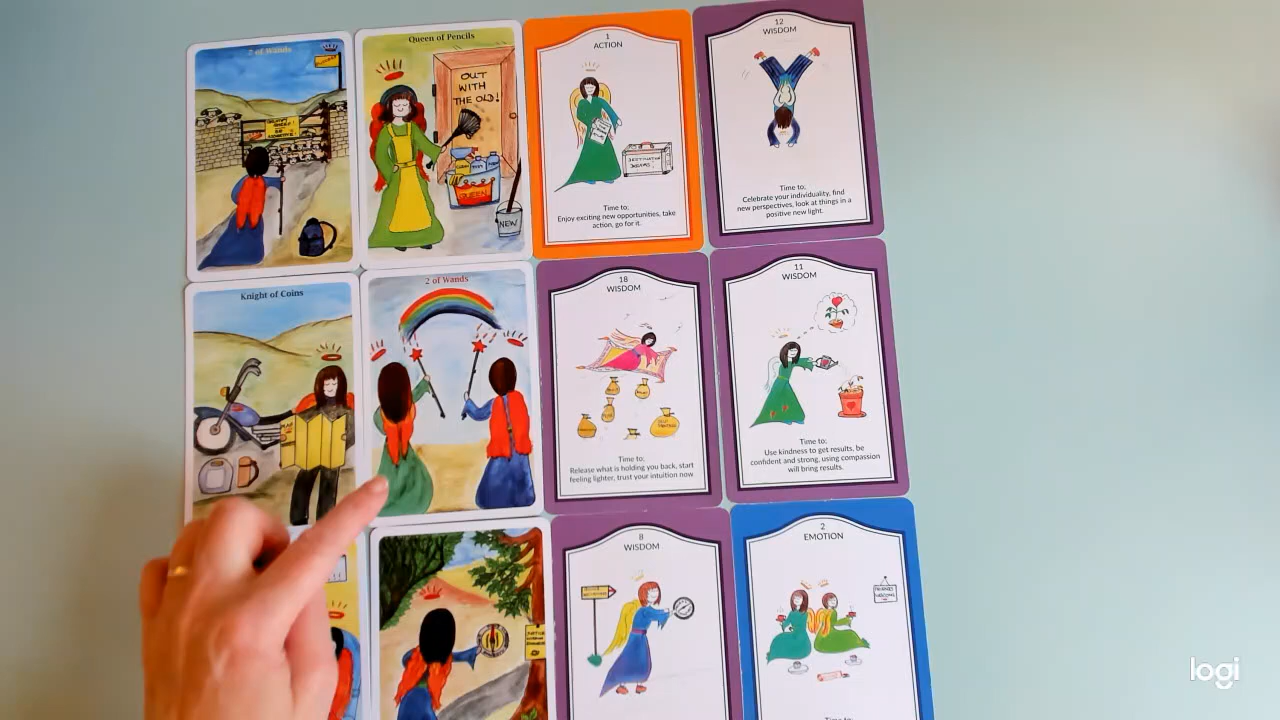 Queen of Pencils
OUT
WITH
THE OLD!
QUEEN
NEW
1
ACTION
Time to:
Enjoy exciting new opportunities, take
action, go for it.
12
WISDOM
Time to:
Celebrate your individuality, find
new perspectives, look at things in a
positive new light.
Knight of Coins
2 of Wands
18
WISDOM
Time to:
Release what is holding you back, start
feeling lighter, trust your intuition now
11
WISDOM
Time to:
Use kindness to get results, be
confident and strong, using compassion
will bring results.
8
WISDOM
2
EMOTION
logi